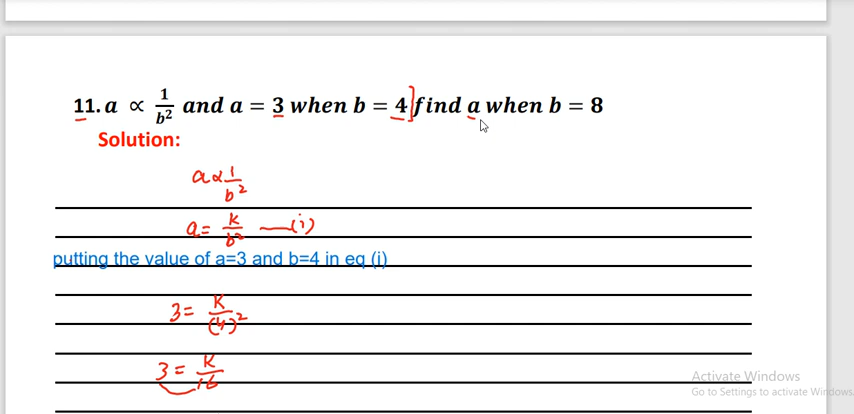 11. a ∝ 1/b² and a = 3 when b = 4] find a when b = 8
Solution:
a ∝ 1/b²
a = k/b² —(i)
putting the value of a=3 and b=4 in eq (i)
3 = K/(4)²
3 = K/16
Activate Windows
Go to Settings to activate Windows.